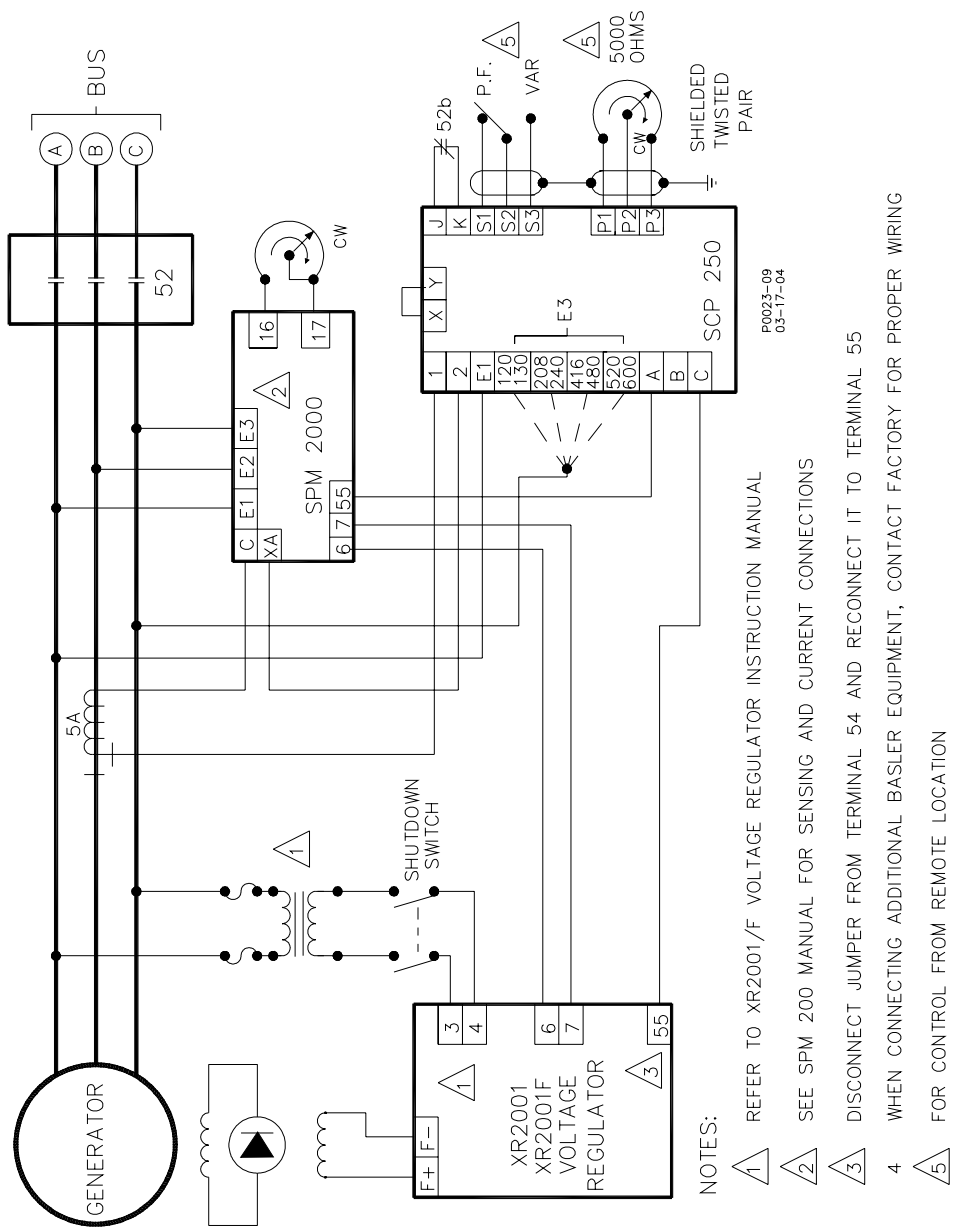 A
B
C
BUS
52
GENERATOR
5A
C
E1
E2
E3
XA
SPM 2000
2
16
17
6
7
55
CW
1
SHUTDOWN
SWITCH
F+
F-
XR2001
XR2001F
VOLTAGE
REGULATOR
1
3
3
4
6
7
55
1
2
E1
120
130
208
240
416
480
520
600
A
B
C
E3
X
Y
SCP 250
J
K
S1
S2
S3
P1
P2
P3
52b
P.F.
VAR
5
5
5000
OHMS
CW
SHIELDED
TWISTED
PAIR
P0023-09
03-17-04
NOTES:
1 REFER TO XR2001/F VOLTAGE REGULATOR INSTRUCTION MANUAL
2 SEE SPM 200 MANUAL FOR SENSING AND CURRENT CONNECTIONS
3 DISCONNECT JUMPER FROM TERMINAL 54 AND RECONNECT IT TO TERMINAL 55
4 WHEN CONNECTING ADDITIONAL BASLER EQUIPMENT, CONTACT FACTORY FOR PROPER WIRING
5 FOR CONTROL FROM REMOTE LOCATION